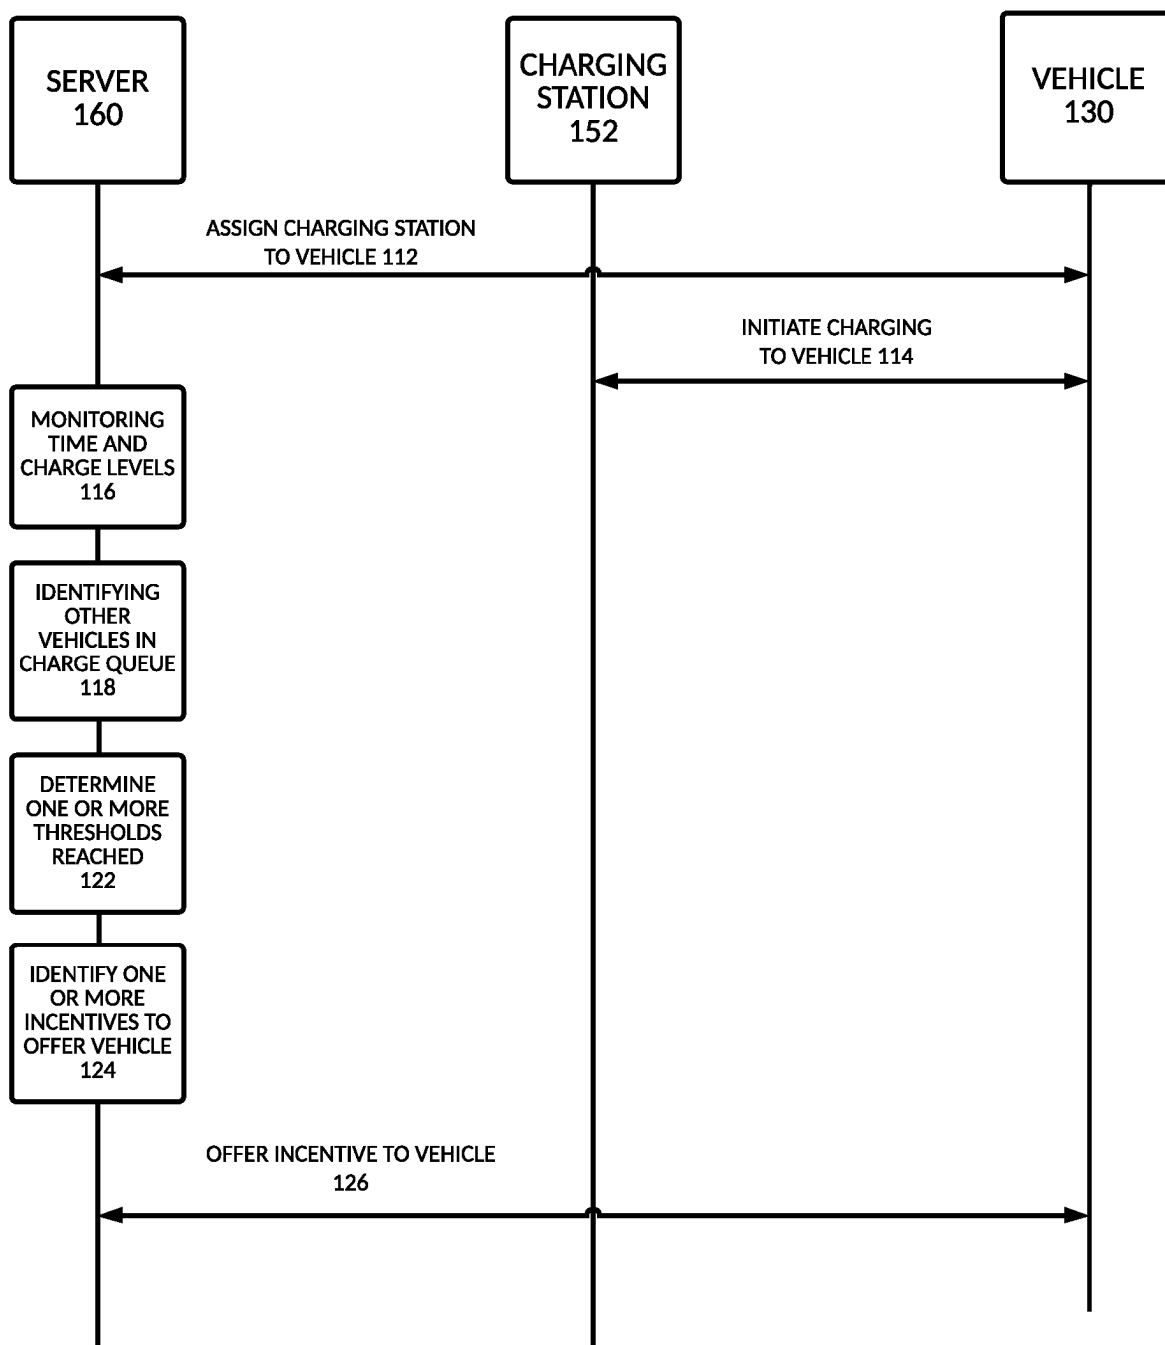 SERVER
160
CHARGING
STATION
152
VEHICLE
130
ASSIGN CHARGING STATION
TO VEHICLE 112
INITIATE CHARGING
TO VEHICLE 114
MONITORING
TIME AND
CHARGE LEVELS
116
IDENTIFYING
OTHER
VEHICLES IN
CHARGE QUEUE
118
DETERMINE
ONE OR MORE
THRESHOLDS
REACHED
122
IDENTIFY ONE
OR MORE
INCENTIVES TO
OFFER VEHICLE
124
OFFER INCENTIVE TO VEHICLE
126